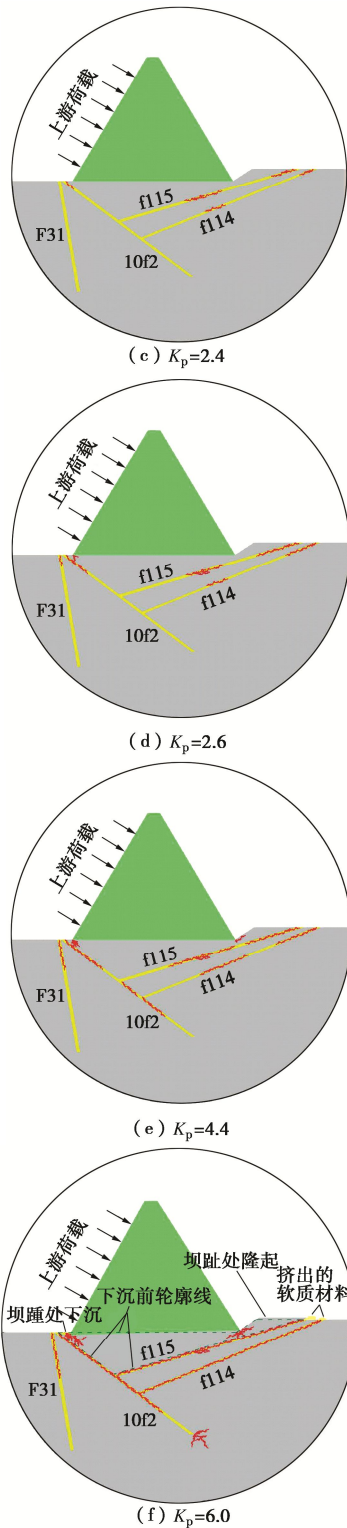 上游荷载
f115
f114
F31
10f2
(c) Kp=2.4
上游荷载
f115
f114
F31
10f2
(d) Kp=2.6
上游荷载
f115
f114
F31
10f2
(e) Kp=4.4
上游荷载
坝趾处隆起
挤出的
软质材料
下沉前轮廓线
坝踵处下沉
f115
f114
F31
10f2
(f) Kp=6.0